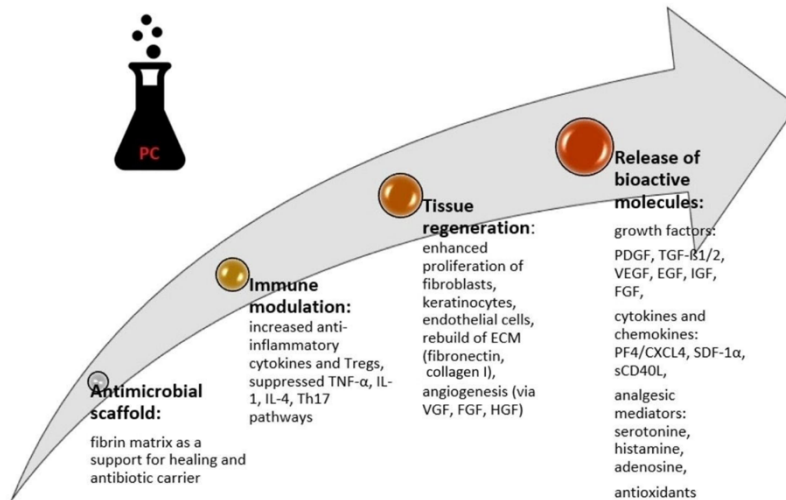 PC
Antimicrobial
scaffold:
fibrin matrix as a
support for healing and
antibiotic carrier
Immune
modulation:
increased anti-
inflammatory
cytokines and Tregs,
suppressed TNF-α, IL-
1, IL-4, Th17
pathways
Tissue
regeneration:
enhanced
proliferation of
fibroblasts,
keratinocytes,
endothelial cells,
rebuild of ECM
(fibronectin,
collagen I),
angiogenesis (via
VGF, FGF, HGF)
Release of
bioactive
molecules:
growth factors:
PDGF, TGF-ß1/2,
VEGF, EGF, IGF,
FGF,
cytokines and
chemokines:
PF4/CXCL4, SDF-1α,
sCD40L,
analgesic
mediators:
serotonine,
histamine,
adenosine,
antioxidants